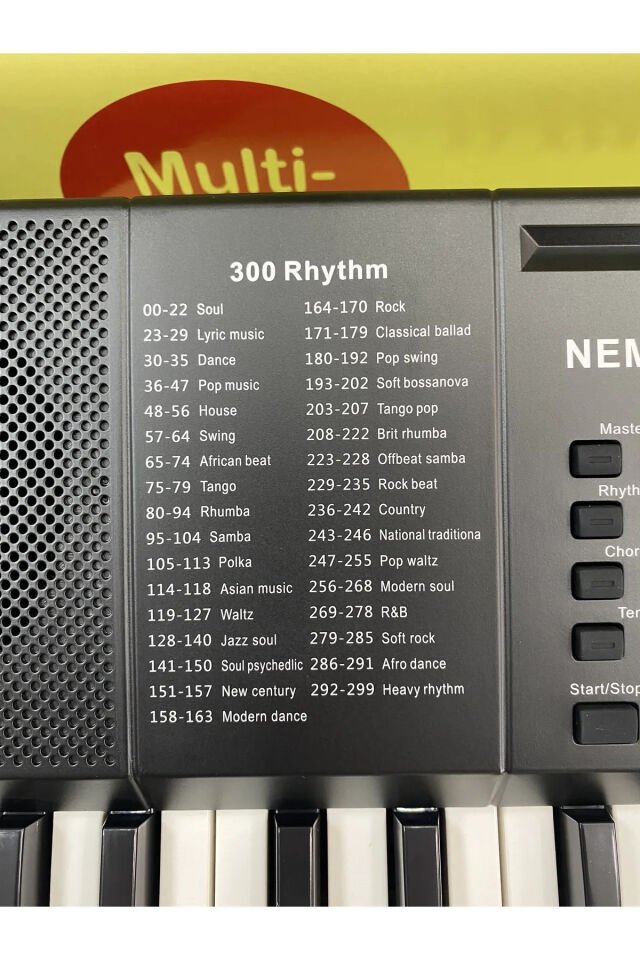 Multi-
300 Rhythm
00-22 Soul
23-29 Lyric music
30-35 Dance
36-47 Pop music
48-56 House
57-64 Swing
65-74 African beat
75-79 Tango
80-94 Rhumba
95-104 Samba
105-113 Polka
114-118 Asian music
119-127 Waltz
128-140 Jazz soul
141-150 Soul psychedlic
151-157 New century
158-163 Modern dance
164-170 Rock
171-179 Classical ballad
180-192 Pop swing
193-202 Soft bossanova
203-207 Tango pop
208-222 Brit rhumba
223-228 Offbeat samba
229-235 Rock beat
236-242 Country
243-246 National traditiona
247-255 Pop waltz
256-268 Modern soul
269-278 R&B
279-285 Soft rock
286-291 Afro dance
292-299 Heavy rhythm
NEM
Maste
Rhyth
Chor
Ten
Start/Stop